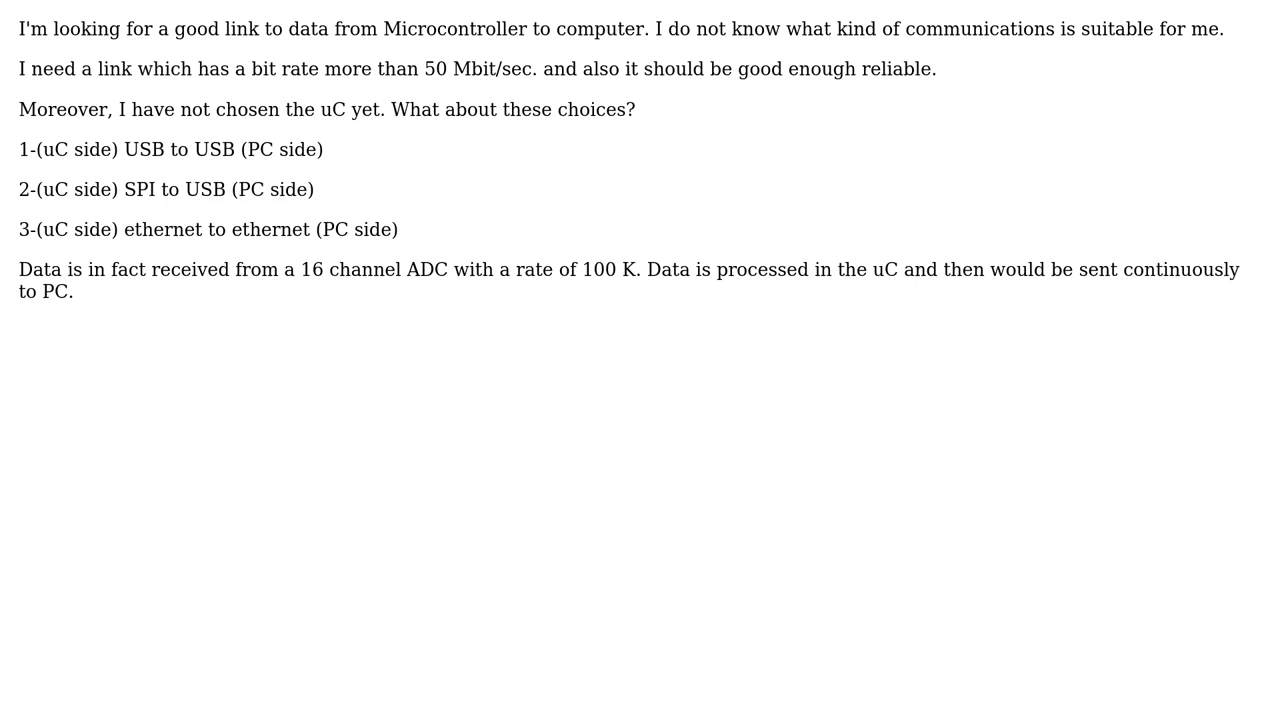 I'm looking for a good link to data from Microcontroller to computer. I do not know what kind of communications is suitable for me.
I need a link which has a bit rate more than 50 Mbit/sec. and also it should be good enough reliable.
Moreover, I have not chosen the uC yet. What about these choices?
1-(uC side) USB to USB (PC side)
2-(uC side) SPI to USB (PC side)
3-(uC side) ethernet to ethernet (PC side)
Data is in fact received from a 16 channel ADC with a rate of 100 K. Data is processed in the uC and then would be sent continuously
to PC.